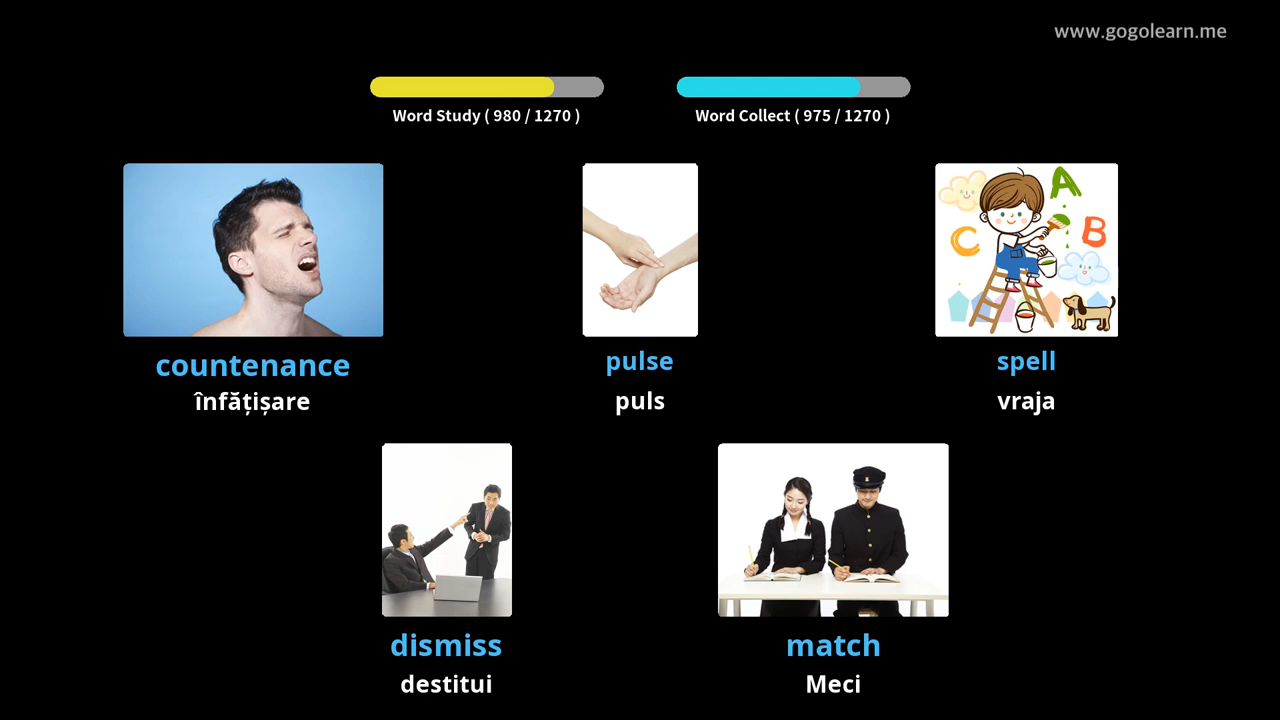 www.gogolearn.me
Word Study ( 980 / 1270 )
Word Collect ( 975 / 1270 )
countenance
înfățișare
pulse
puls
spell
vraja
A
B
C
dismiss
destitui
match
Meci